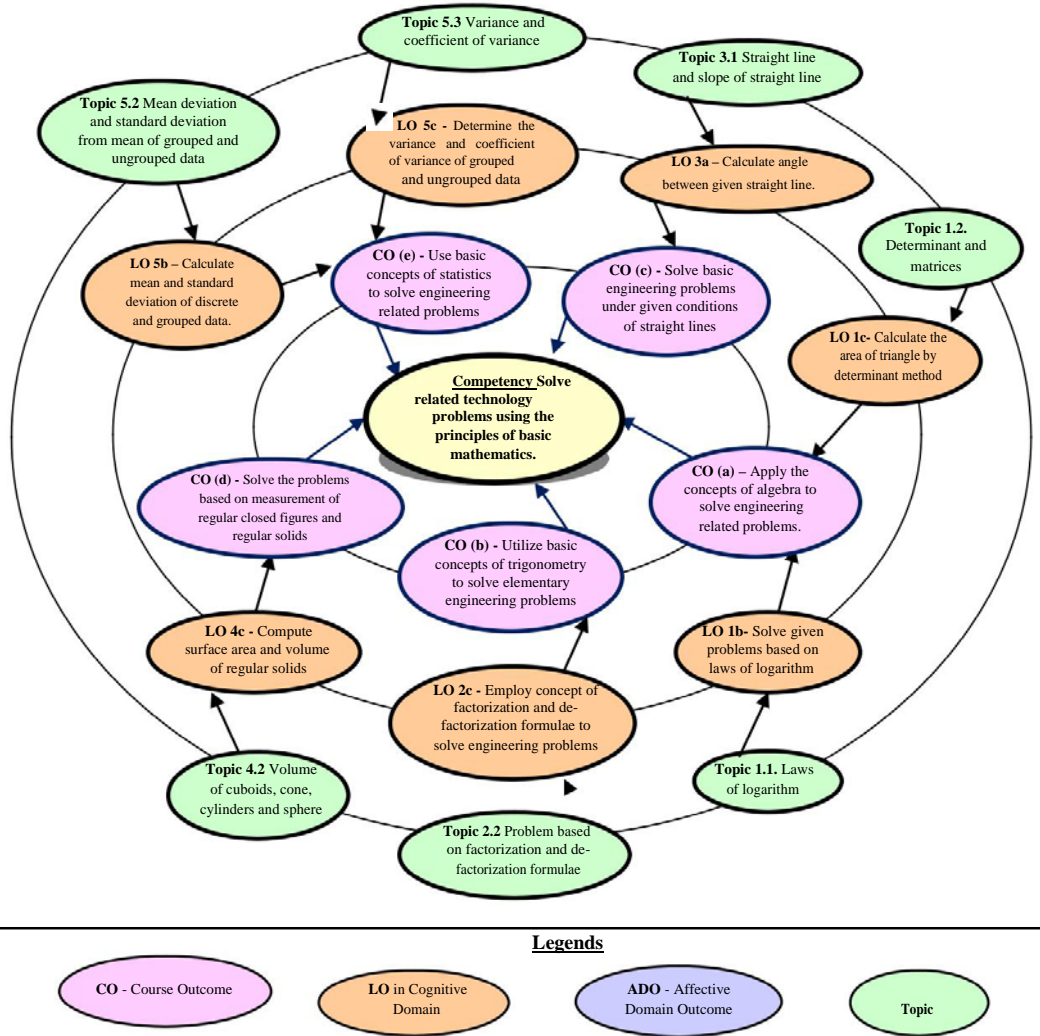 Topic 5.3 Variance and
coefficient of variance
Topic 3.1 Straight line
and slope of straight line
Topic 5.2 Mean deviation
and standard deviation
from mean of grouped and
ungrouped data
LO 5c - Determine the
variance and coefficient
of variance of grouped
and ungrouped data
LO 3a – Calculate angle
between given straight line.
Topic 1.2.
Determinant and
matrices
LO 5b – Calculate
mean and standard
deviation of discrete
and grouped data.
CO (e) - Use basic
concepts of statistics
to solve engineering
related problems
CO (c) - Solve basic
engineering problems
under given conditions
of straight lines
LO 1c- Calculate the
area of triangle by
determinant method
Competency Solve
related technology
problems using the
principles of basic
mathematics.
CO (d) - Solve the problems
based on measurement of
regular closed figures and
regular solids
CO (a) – Apply the
concepts of algebra to
solve engineering
related problems.
CO (b) - Utilize basic
concepts of trigonometry
to solve elementary
engineering problems
LO 4c - Compute
surface area and volume
of regular solids
LO 1b- Solve given
problems based on
laws of logarithm
LO 2c - Employ concept of
factorization and de-
factorization formulae to
solve engineering problems
Topic 4.2 Volume
of cuboids, cone,
cylinders and sphere
Topic 1.1. Laws
of logarithm
Topic 2.2 Problem based
on factorization and de-
factorization formulae
Legends
CO - Course Outcome
LO in Cognitive
Domain
ADO - Affective
Domain Outcome
Topic